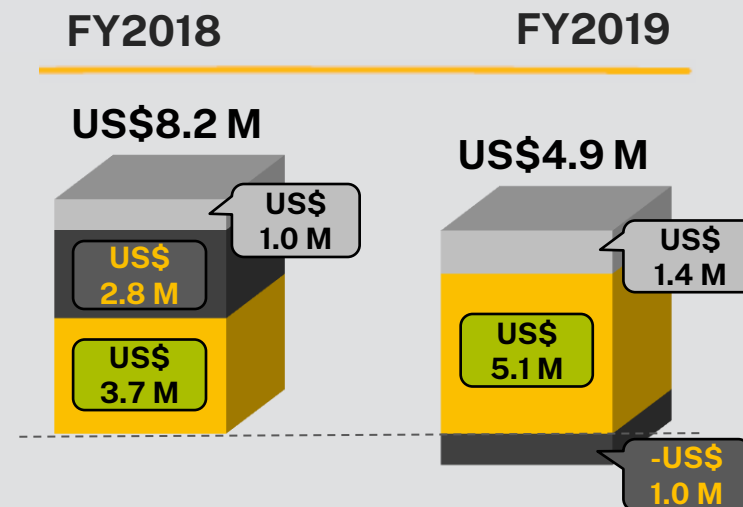 FY2018
FY2019
US$8.2 M
US$4.9 M
US$
1.0 M
US$
2.8 M
US$
3.7 M
US$
1.4 M
US$
5.1 M
-US$
1.0 M